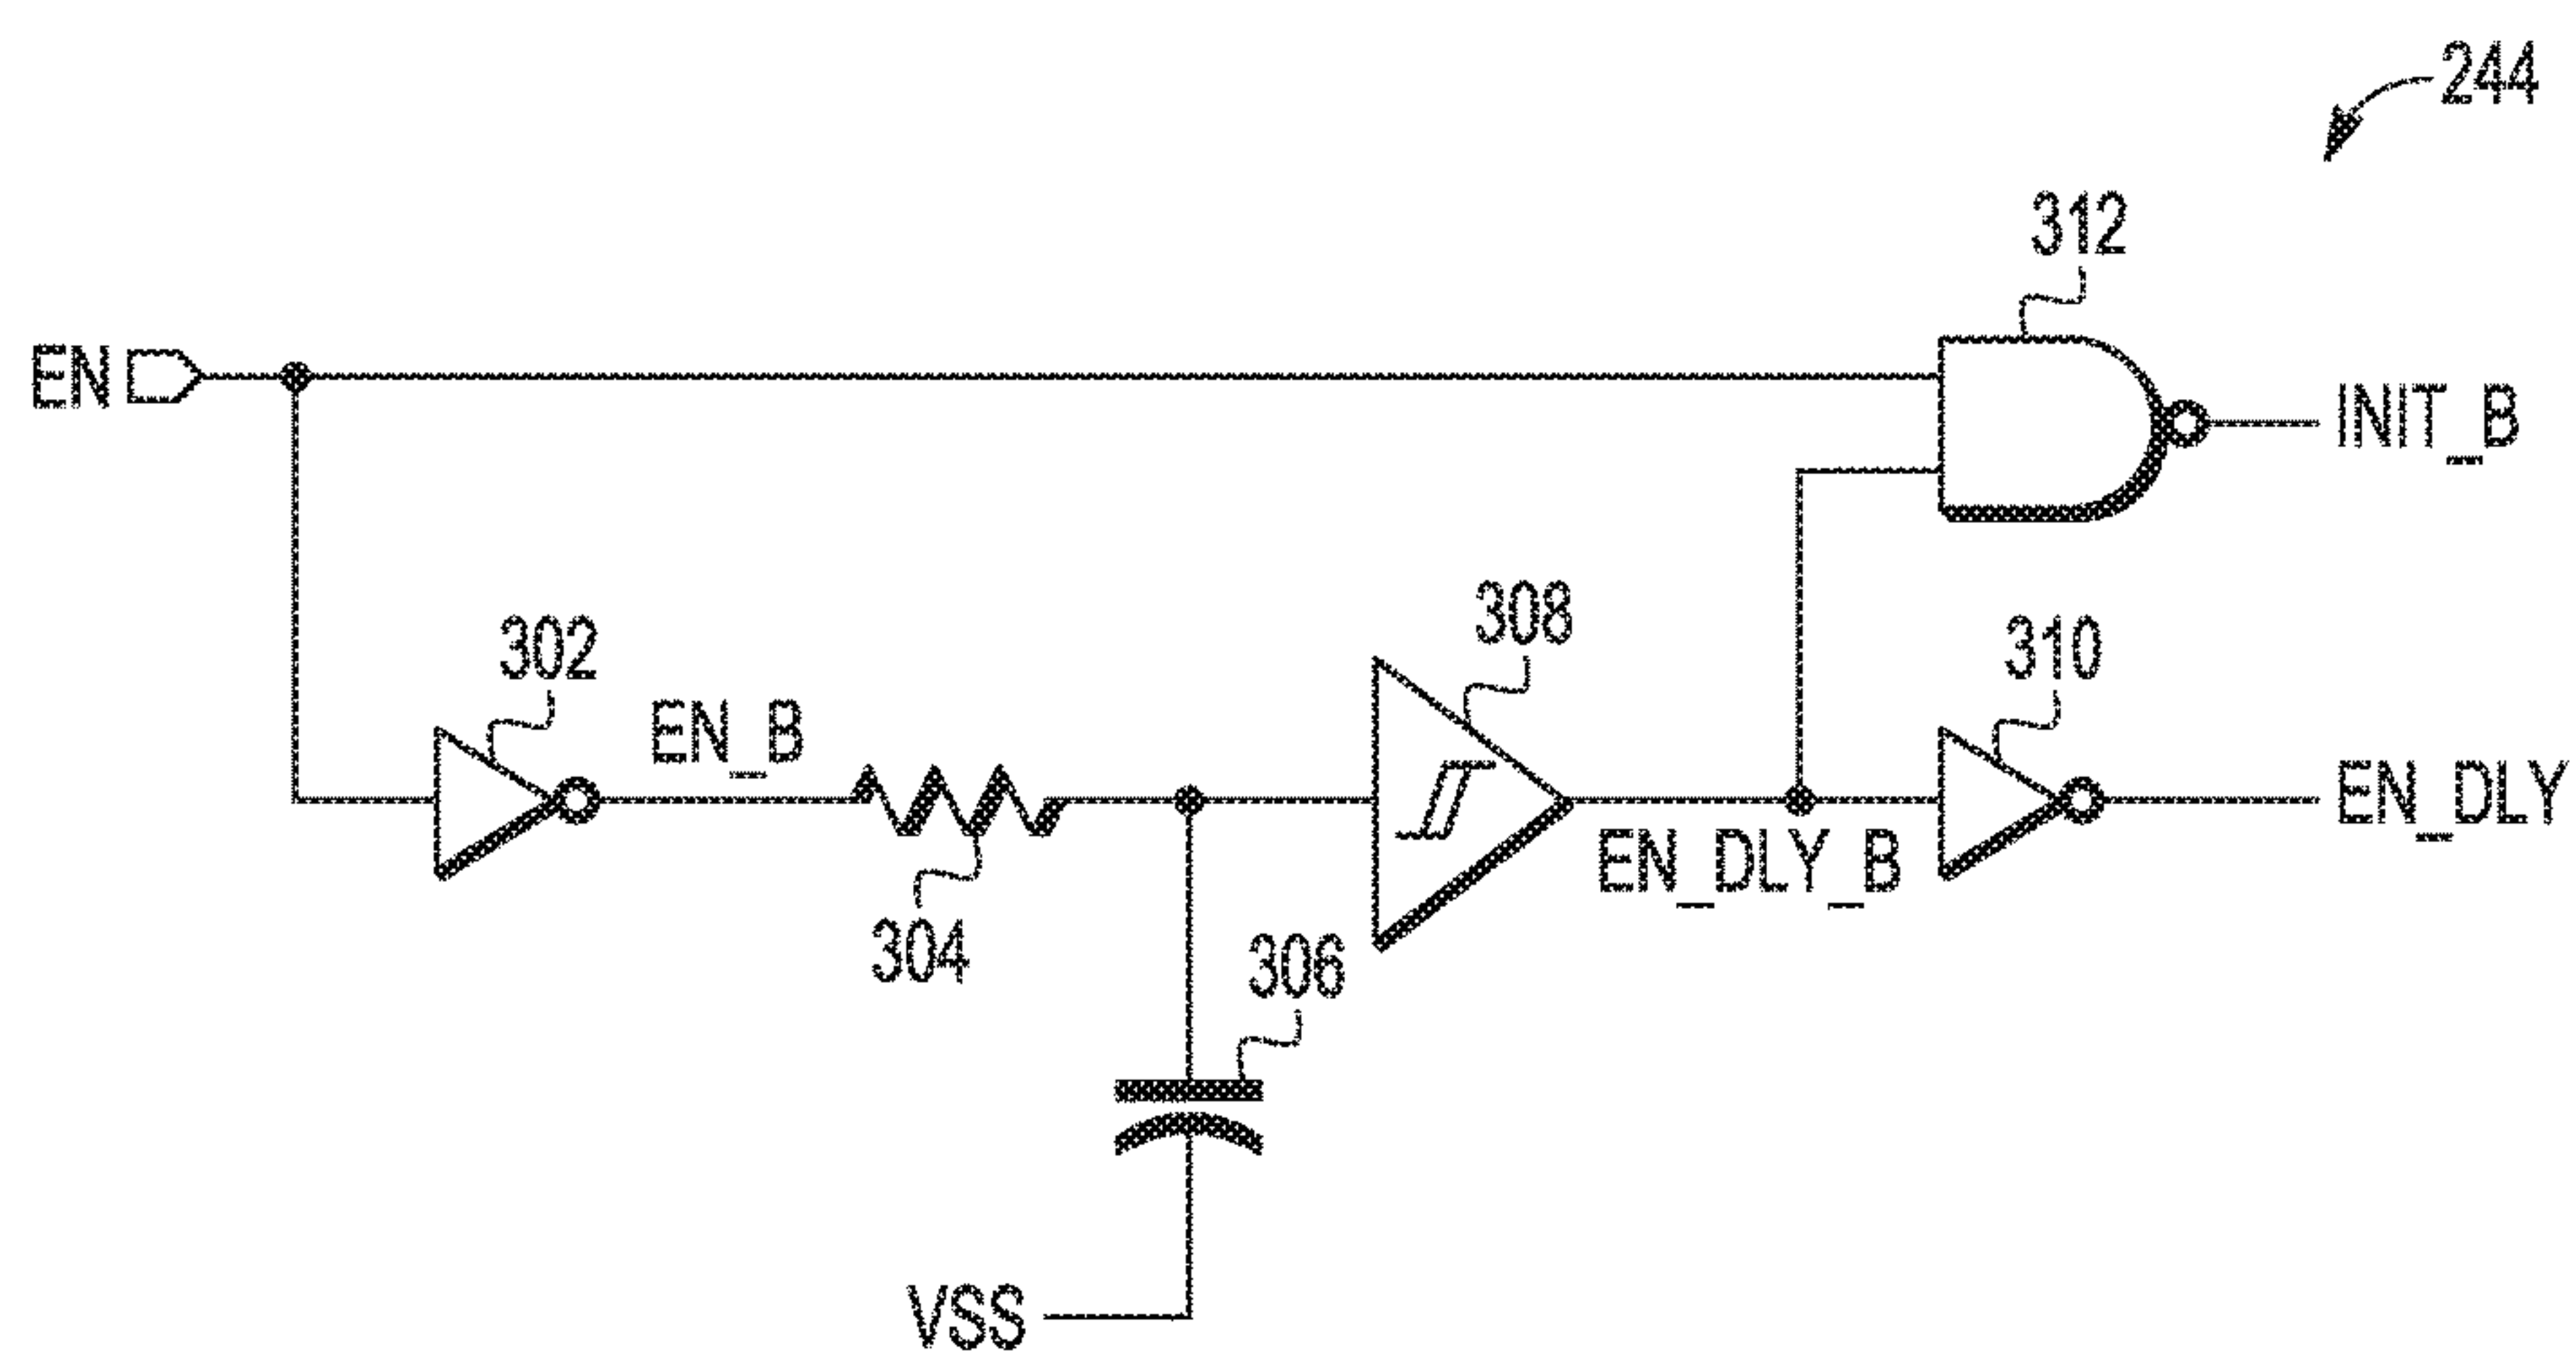 244
312
EN
INIT_B
302
EN_B
308
310
EN_DLY
EN_DLY_B
304
306
VSS